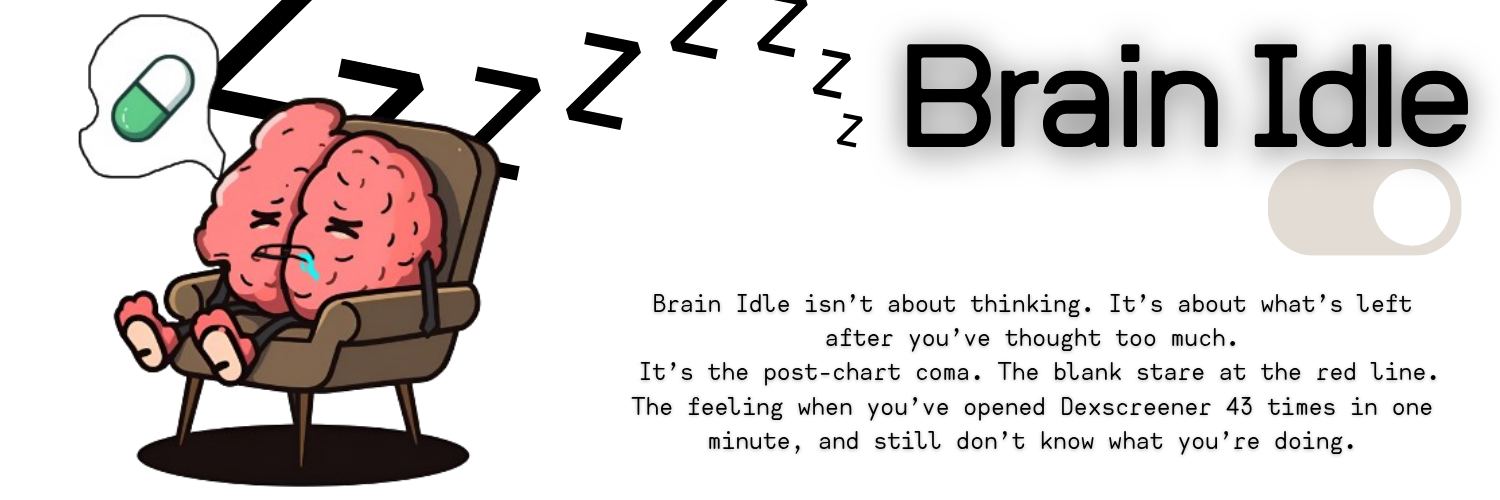 Z z z z z z z z
Brain Idle
Brain Idle isn’t about thinking. It’s about what’s left
after you’ve thought too much.
It’s the post-chart coma. The blank stare at the red line.
The feeling when you’ve opened Dexscreener 43 times in one
minute, and still don’t know what you’re doing.